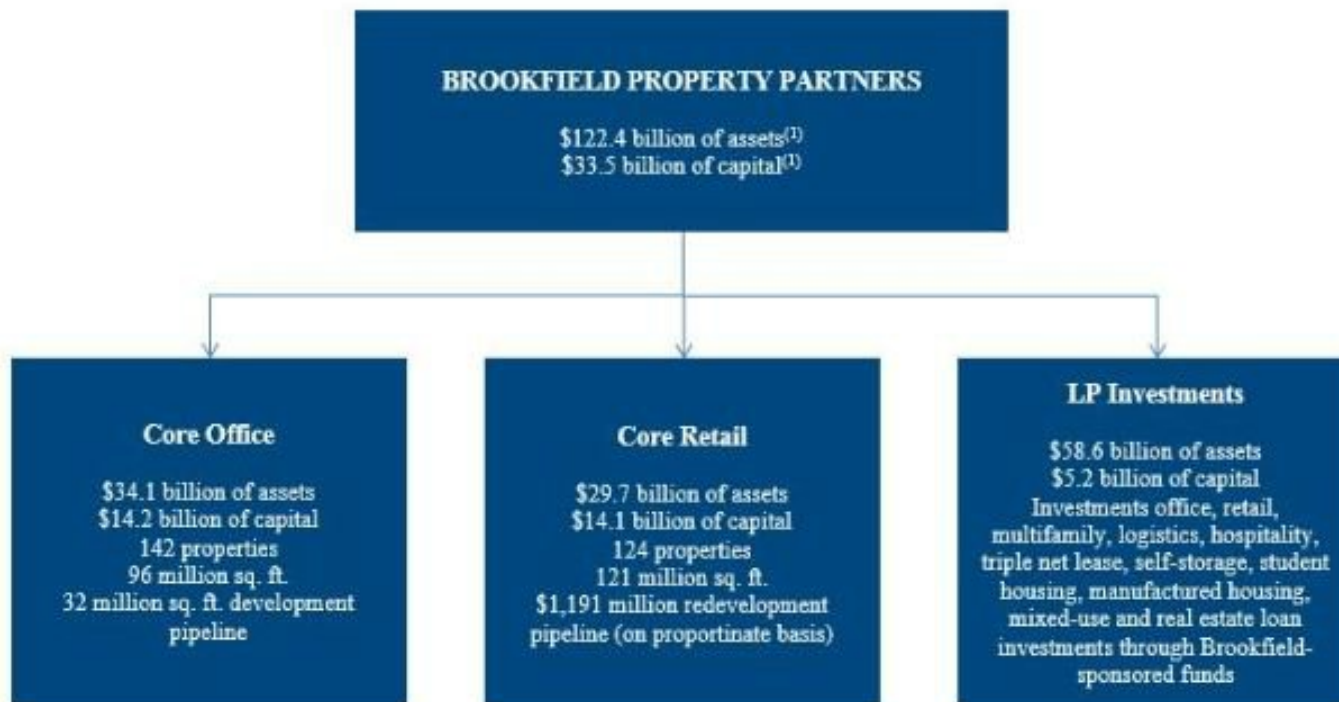 BROOKFIELD PROPERTY PARTNERS
$122.4 billion of assets(1)
$33.5 billion of capital(1)
Core Office
$34.1 billion of assets
$14.2 billion of capital
142 properties
96 million sq. ft.
32 million sq. ft. development
pipeline
Core Retail
$29.7 billion of assets
$14.1 billion of capital
124 properties
121 million sq. ft.
$1,191 million redevelopment
pipeline (on proportinate basis)
LP Investments
$58.6 billion of assets
$5.2 billion of capital
Investments office, retail,
multifamily, logistics, hospitality,
triple net lease, self-storage, student
housing, manufactured housing,
mixed-use and real estate loan
investments through Brookfield-
sponsored funds